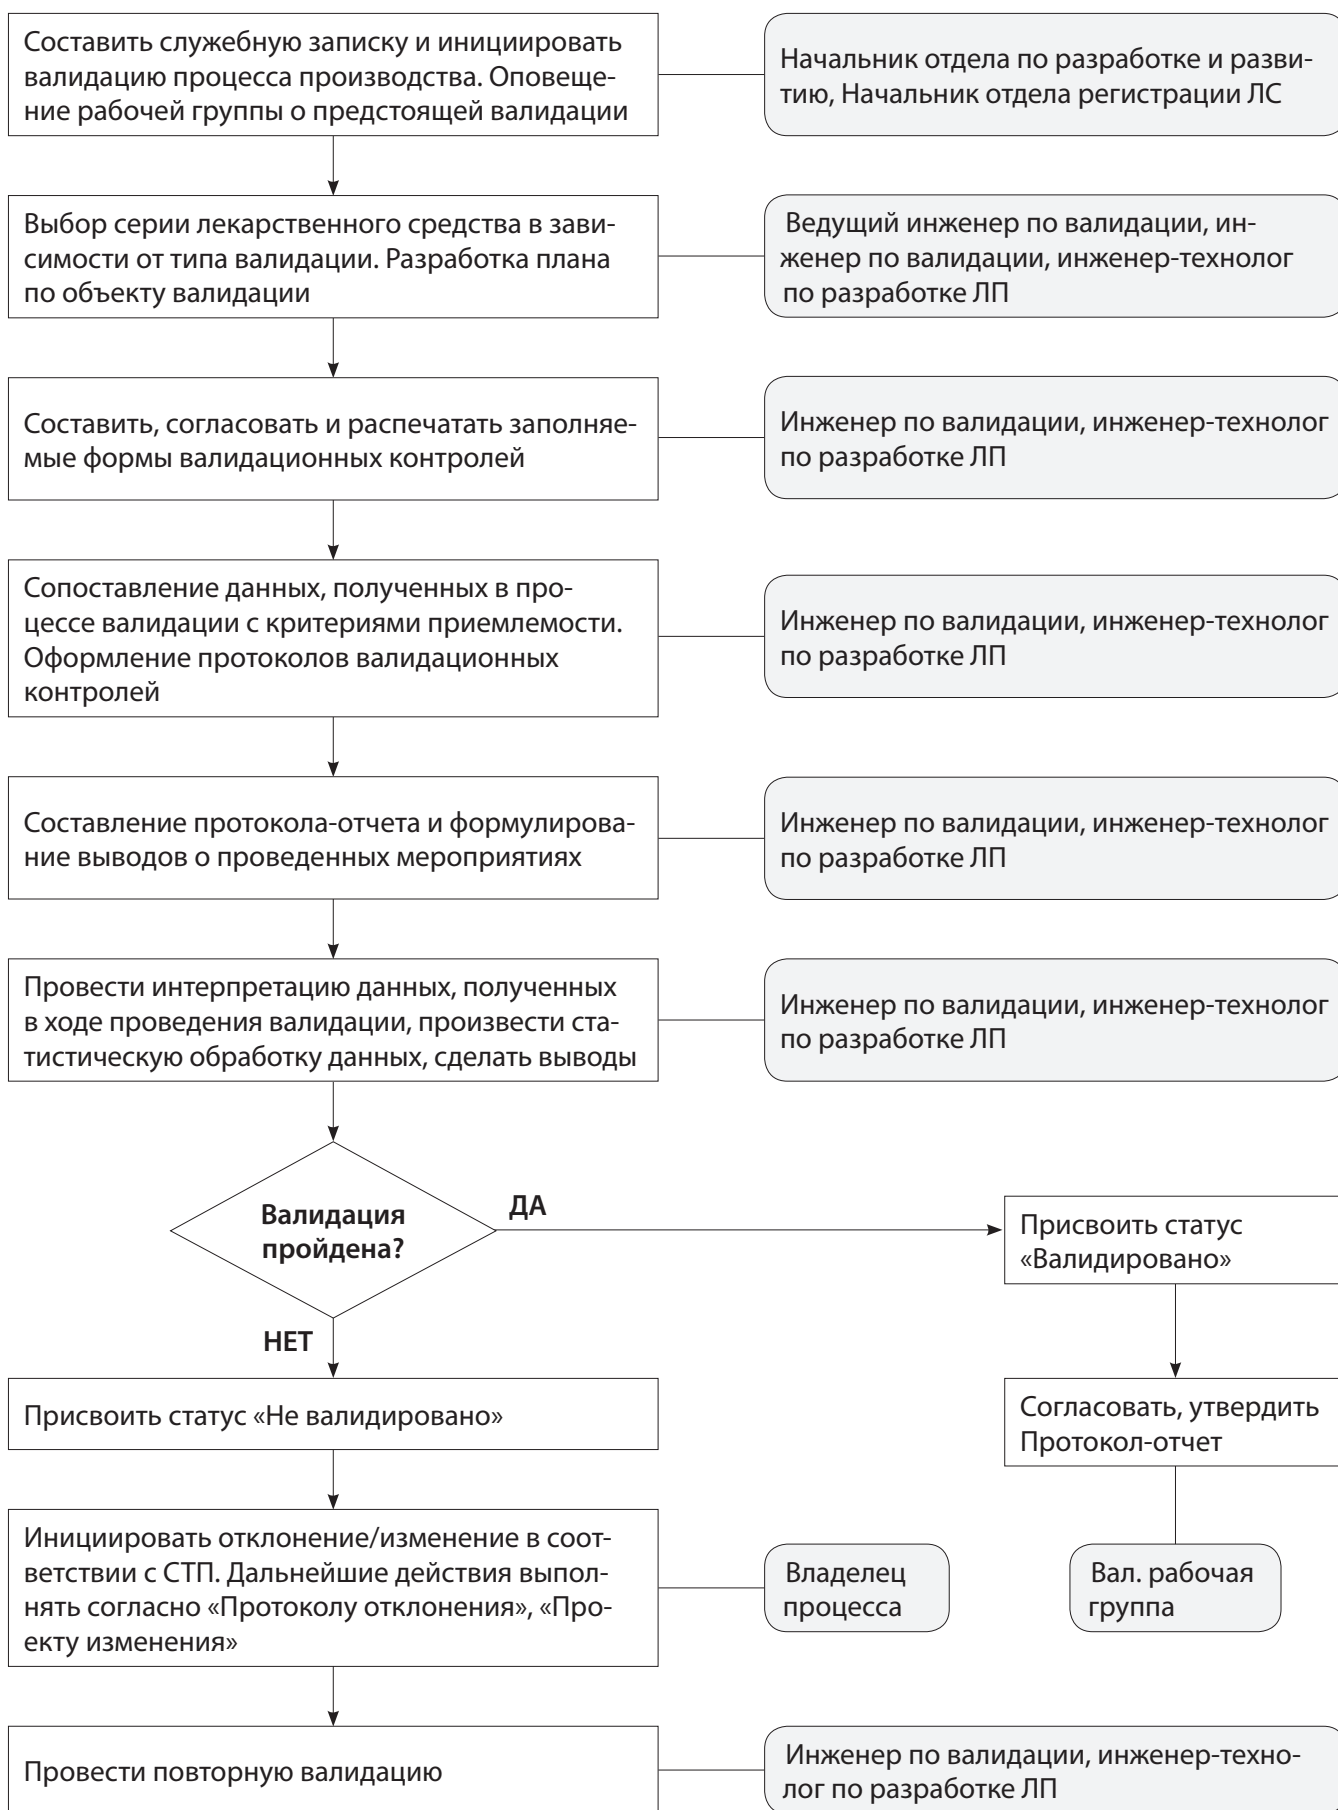 Составить служебную записку и инициировать
валидацию процесса производства. Оповеще-
ние рабочей группы о предстоящей валидации
Начальник отдела по разработке и разви-
тию, Начальник отдела регистрации ЛС
Выбор серии лекарственного средства в зави-
симости от типа валидации. Разработка плана
по объекту валидации
Ведущий инженер по валидации, ин-
женер по валидации, инженер-технолог
по разработке ЛП
Составить, согласовать и распечатать заполняе-
мые формы валидационных контролей
Инженер по валидации, инженер-технолог
по разработке ЛП
Сопоставление данных, полученных в про-
цессе валидации с критериями приемлемости.
Оформление протоколов валидационных
контролей
Инженер по валидации, инженер-технолог
по разработке ЛП
Составление протокола-отчета и формулирова-
ние выводов о проведенных мероприятиях
Инженер по валидации, инженер-технолог
по разработке ЛП
Провести интерпретацию данных, полученных
в ходе проведения валидации, произвести ста-
тистическую обработку данных, сделать выводы
Инженер по валидации, инженер-технолог
по разработке ЛП
Валидация
пройдена?
ДА
Присвоить статус
«Валидировано»
НЕТ
Присвоить статус «Не валидировано»
Согласовать, утвердить
Протокол-отчет
Инициировать отклонение/изменение в соот-
ветствии с СТП. Дальнейшие действия выпол-
нять согласно «Протоколу отклонения», «Про-
екту изменения»
Владелец
процесса
Вал. рабочая
группа
Провести повторную валидацию
Инженер по валидации, инженер-техно-
лог по разработке ЛП